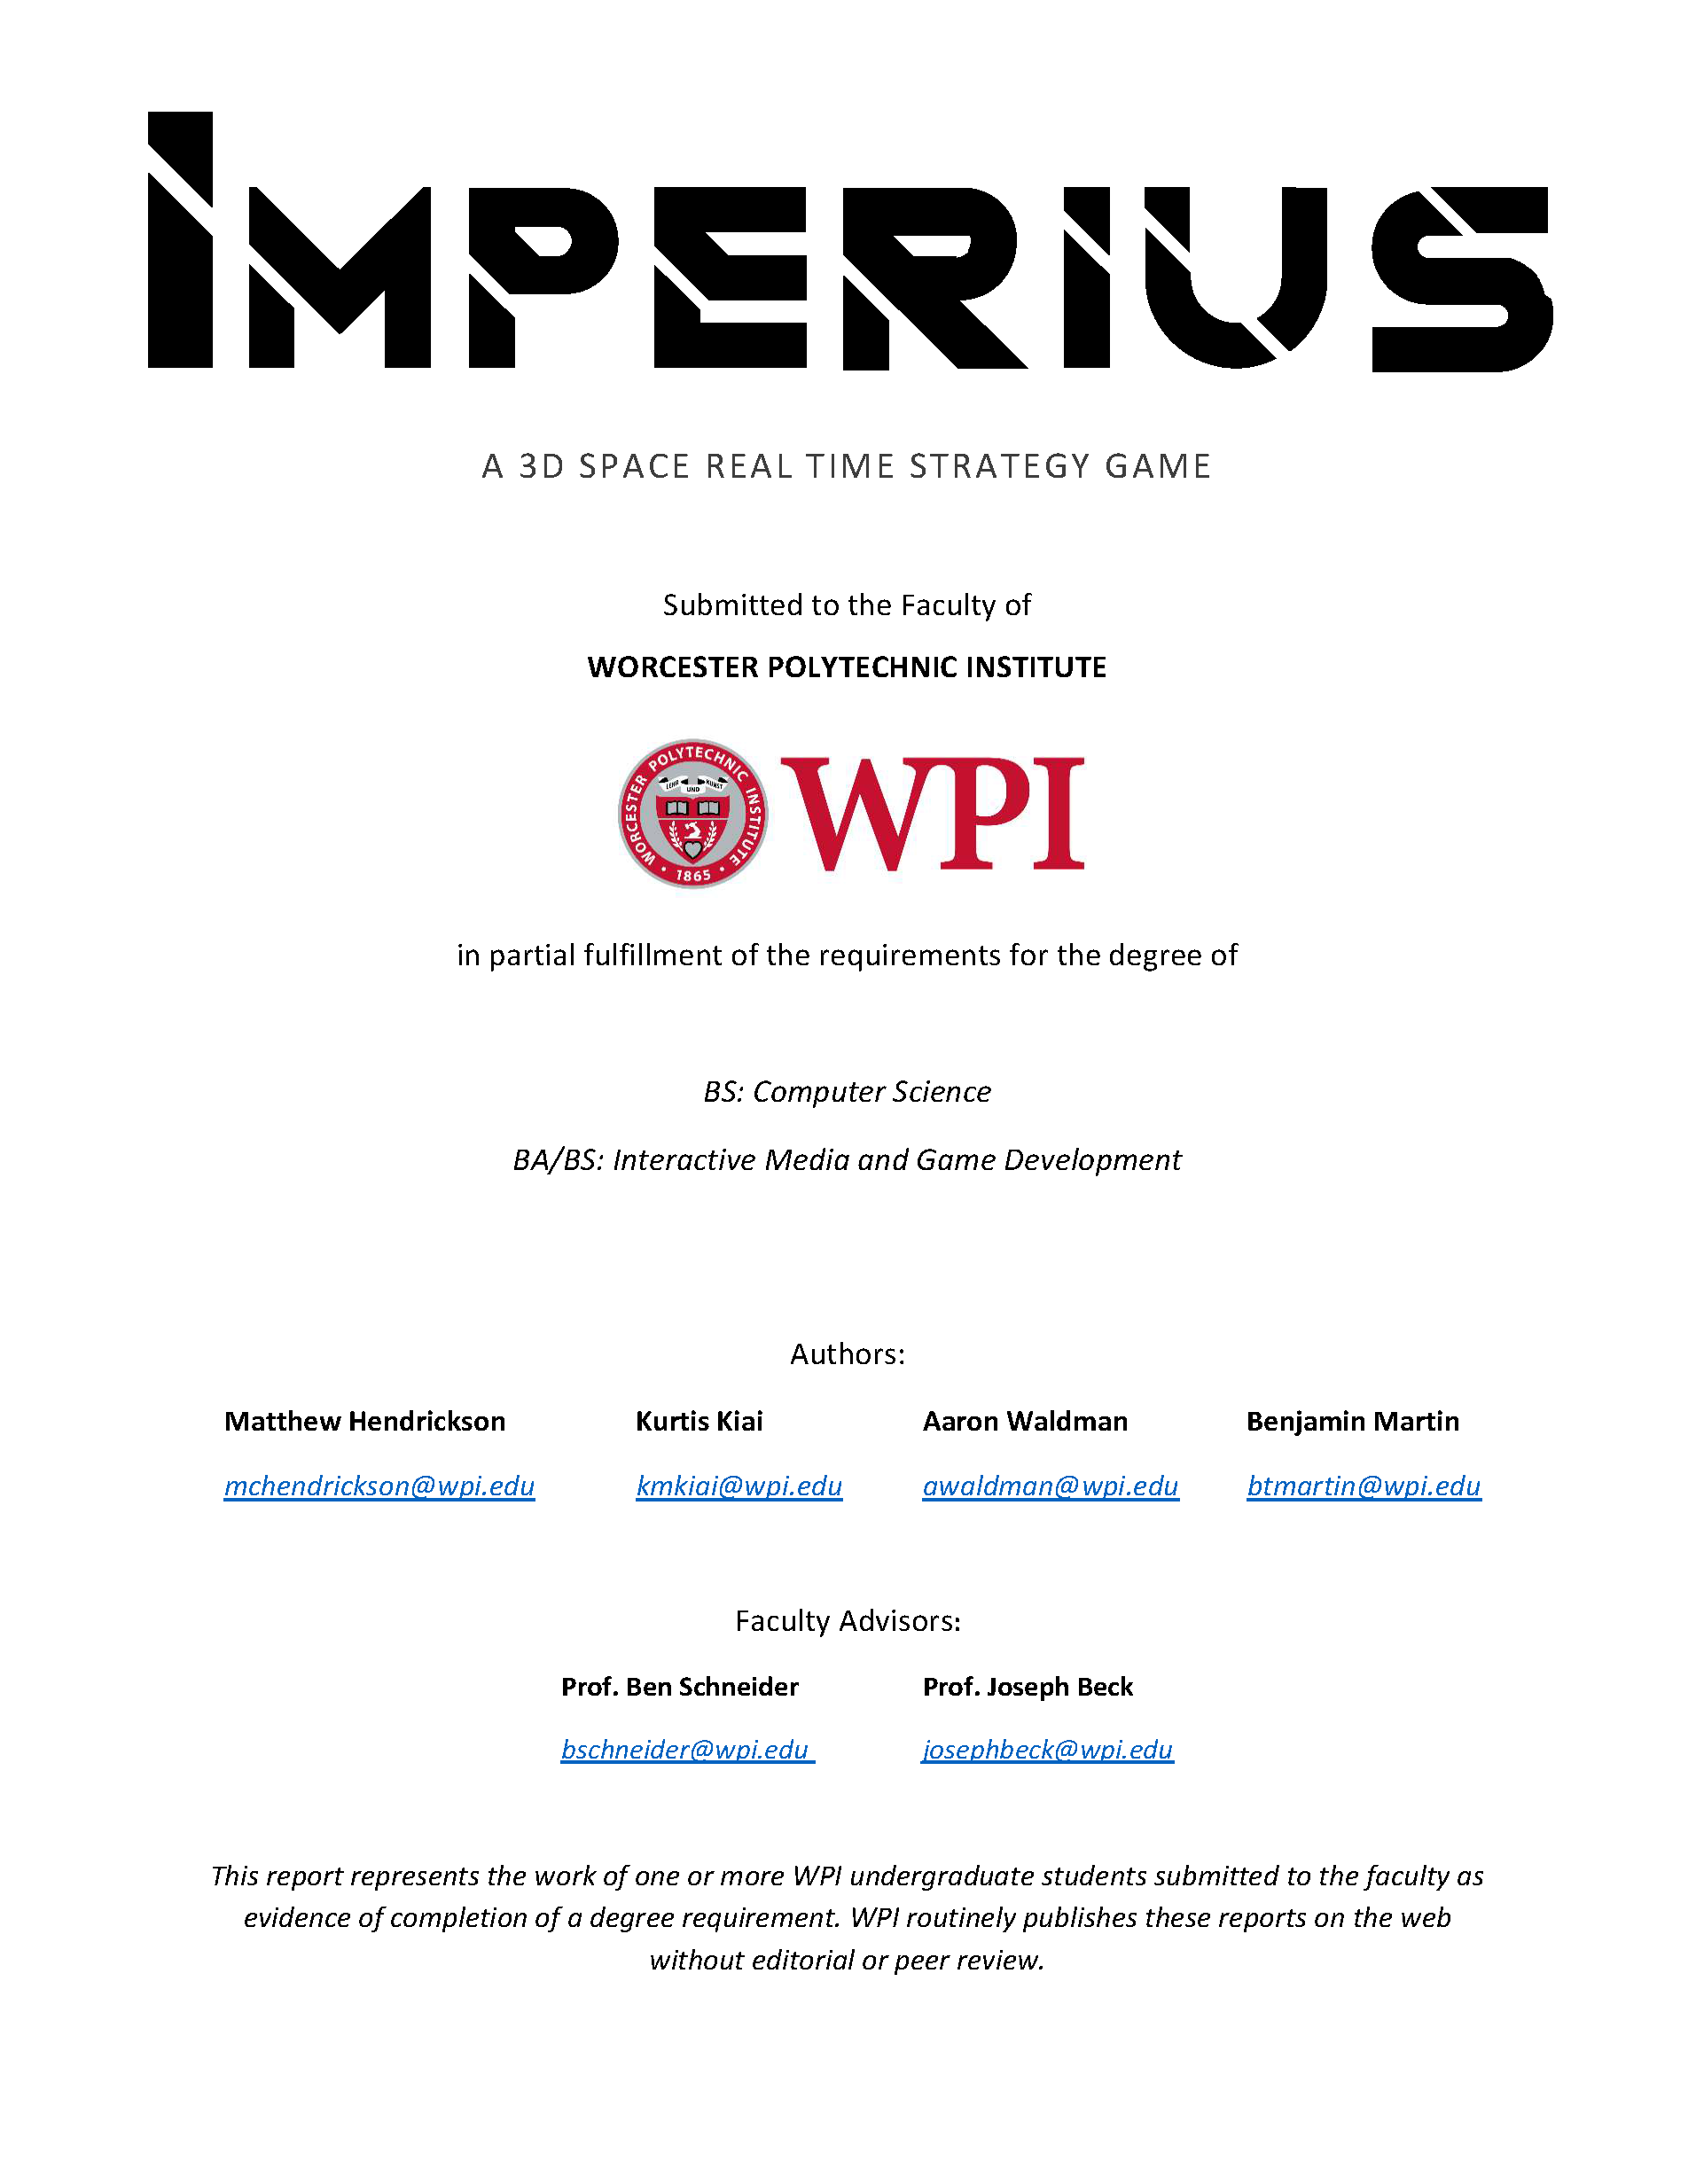 IMPERIUS
A 3D SPACE REAL TIME STRATEGY GAME
Submitted to the Faculty of
WORCESTER POLYTECHNIC INSTITUTE
WORCESTER POLYTECHNIC INSTITUTE
LEHR UND KUNST
· 1865 ·
WPI
in partial fulfillment of the requirements for the degree of
BS: Computer Science
BA/BS: Interactive Media and Game Development
Authors:
Matthew Hendrickson Kurtis Kiai Aaron Waldman Benjamin Martin
mchendrickson@wpi.edu kmkiai@wpi.edu awaldman@wpi.edu btmartin@wpi.edu
Faculty Advisors:
Prof. Ben Schneider Prof. Joseph Beck
bschneider@wpi.edu josephbeck@wpi.edu
This report represents the work of one or more WPI undergraduate students submitted to the faculty as
evidence of completion of a degree requirement. WPI routinely publishes these reports on the web
without editorial or peer review.